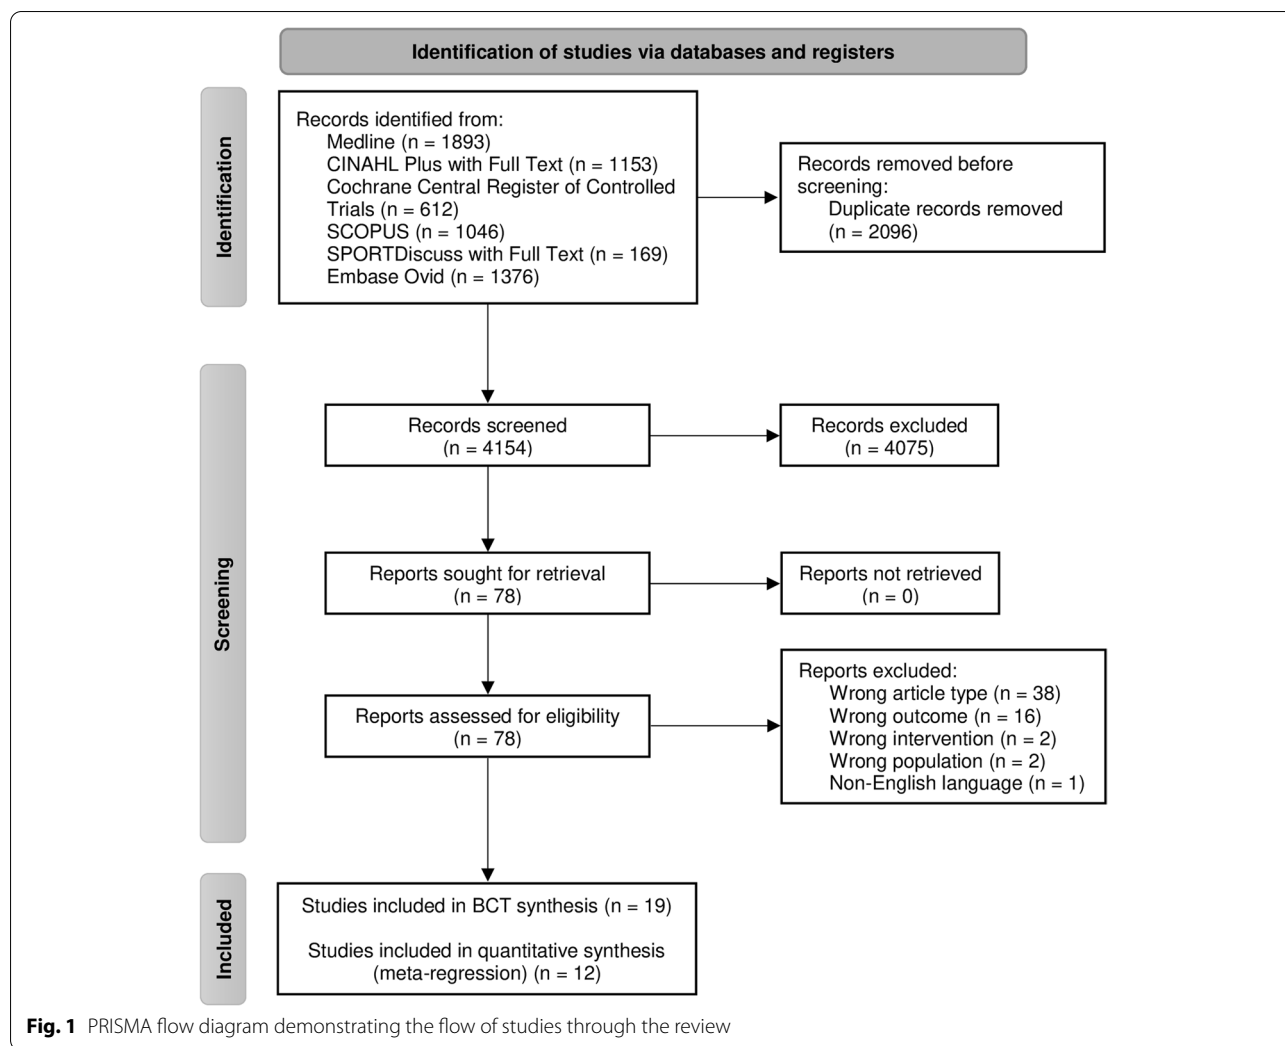 Identification of studies via databases and registers
Identification
Records identified from:
Medline (n = 1893)
CINAHL Plus with Full Text (n = 1153)
Cochrane Central Register of Controlled
Trials (n = 612)
SCOPUS (n = 1046)
SPORTDiscuss with Full Text (n = 169)
Embase Ovid (n = 1376)
Records removed before
screening:
Duplicate records removed
(n = 2096)
Screening
Records screened
(n = 4154)
Records excluded
(n = 4075)
Reports sought for retrieval
(n = 78)
Reports not retrieved
(n = 0)
Reports assessed for eligibility
(n = 78)
Reports excluded:
Wrong article type (n = 38)
Wrong outcome (n = 16)
Wrong intervention (n = 2)
Wrong population (n = 2)
Non-English language (n = 1)
Included
Studies included in BCT synthesis (n = 19)
Studies included in quantitative synthesis
(meta-regression) (n = 12)
Fig. 1 PRISMA flow diagram demonstrating the flow of studies through the review